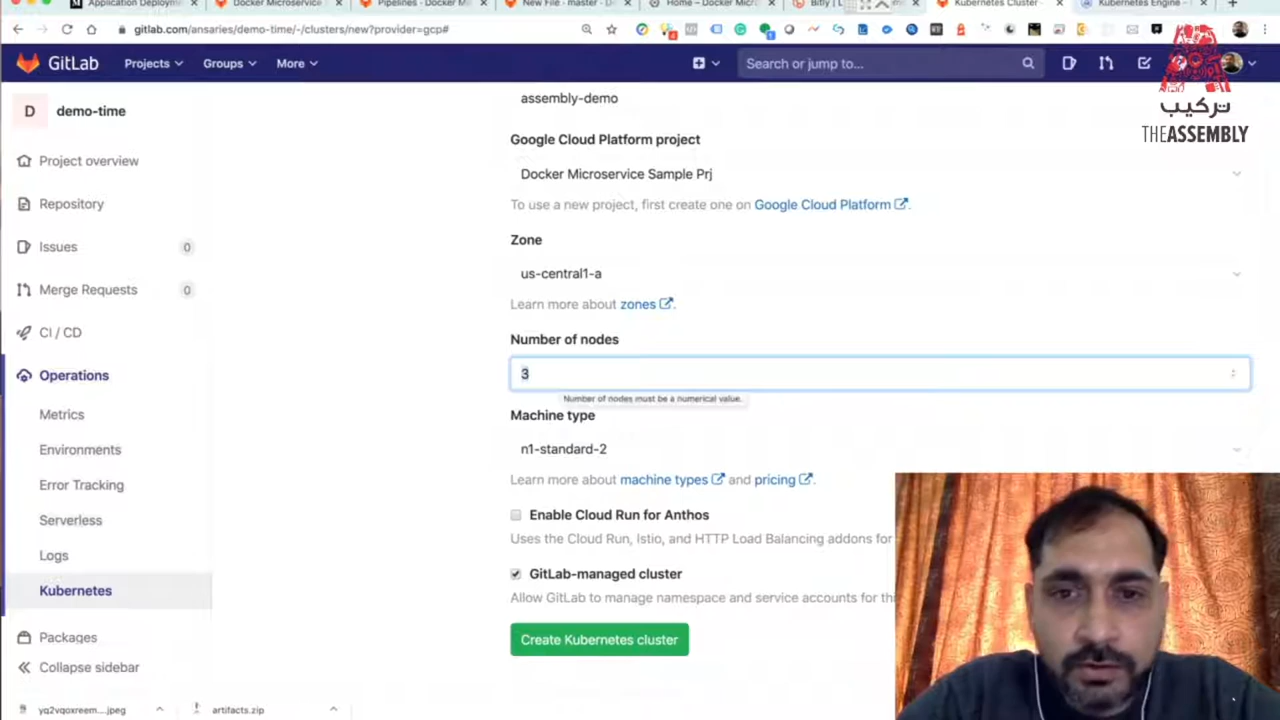 Application Deployme
Docker Microservice
Pipelines - Docker M
New File - master - D
Home – Docker Micr
Bitly | L
Kubernetes Cluster
Kubernetes Engine -
gitlab.com/ansaries/demo-time/-/clusters/new?provider=gcp#
GitLab
Projects
Groups
More
Search or jump to...
تركيب
THEASSEMBLY
D
demo-time
Project overview
Repository
Issues
0
Merge Requests
0
CI / CD
Operations
Metrics
Environments
Error Tracking
Serverless
Logs
Kubernetes
Packages
Collapse sidebar
assembly-demo
Google Cloud Platform project
Docker Microservice Sample Prj
To use a new project, first create one on Google Cloud Platform.
Zone
us-central1-a
Learn more about zones.
Number of nodes
3
Number of nodes must be a numerical value.
Machine type
n1-standard-2
Learn more about machine types and pricing.
Enable Cloud Run for Anthos
Uses the Cloud Run, Istio, and HTTP Load Balancing addons for
GitLab-managed cluster
Allow GitLab to manage namespace and service accounts for thi
Create Kubernetes cluster
yq2vqoxreem....jpeg
artifacts.zip